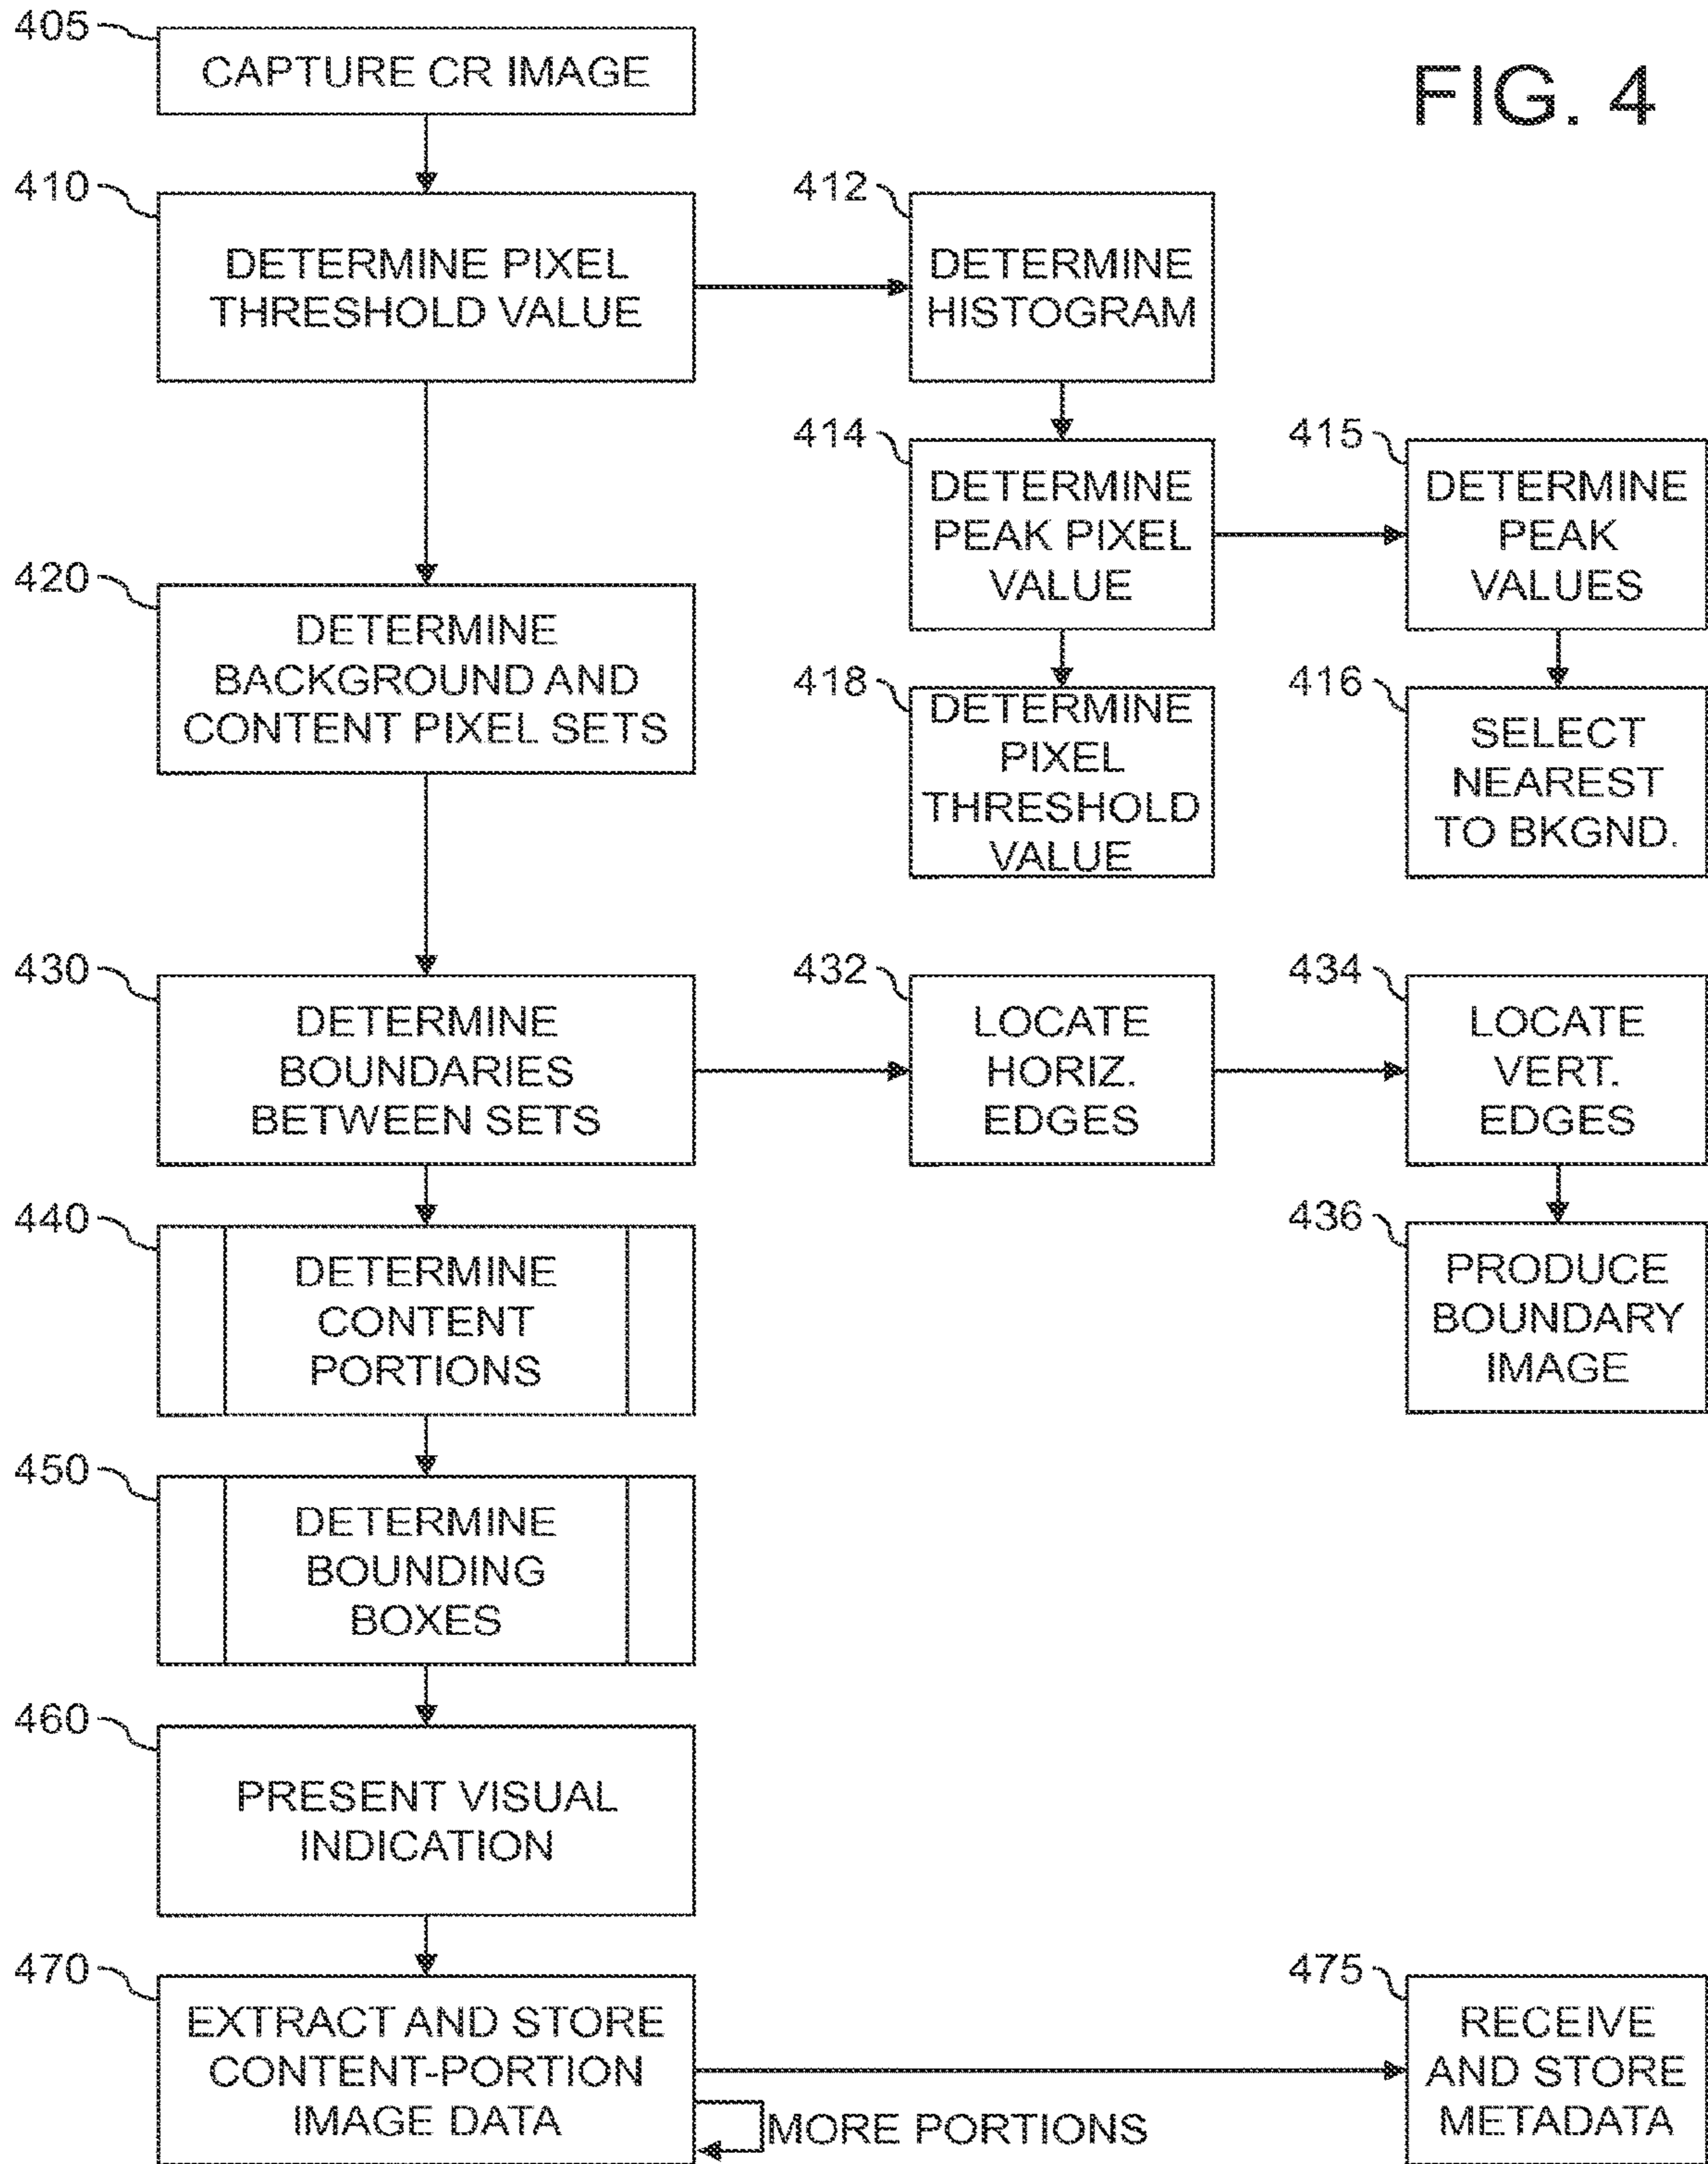 FIG. 4
405
CAPTURE CR IMAGE
410
DETERMINE PIXEL
THRESHOLD VALUE
412
DETERMINE
HISTOGRAM
414
DETERMINE
PEAK PIXEL
VALUE
415
DETERMINE
PEAK
VALUES
420
DETERMINE
BACKGROUND AND
CONTENT PIXEL SETS
418
DETERMINE
PIXEL
THRESHOLD
VALUE
416
SELECT
NEAREST
TO BKGND.
430
DETERMINE
BOUNDARIES
BETWEEN SETS
432
LOCATE
HORIZ.
EDGES
434
LOCATE
VERT.
EDGES
440
DETERMINE
CONTENT
PORTIONS
436
PRODUCE
BOUNDARY
IMAGE
450
DETERMINE
BOUNDING
BOXES
460
PRESENT VISUAL
INDICATION
470
EXTRACT AND STORE
CONTENT-PORTION
IMAGE DATA
MORE PORTIONS
475
RECEIVE
AND STORE
METADATA